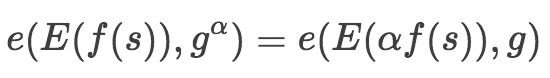 e(E(f(s)), g^α) = e(E(αf(s)), g)